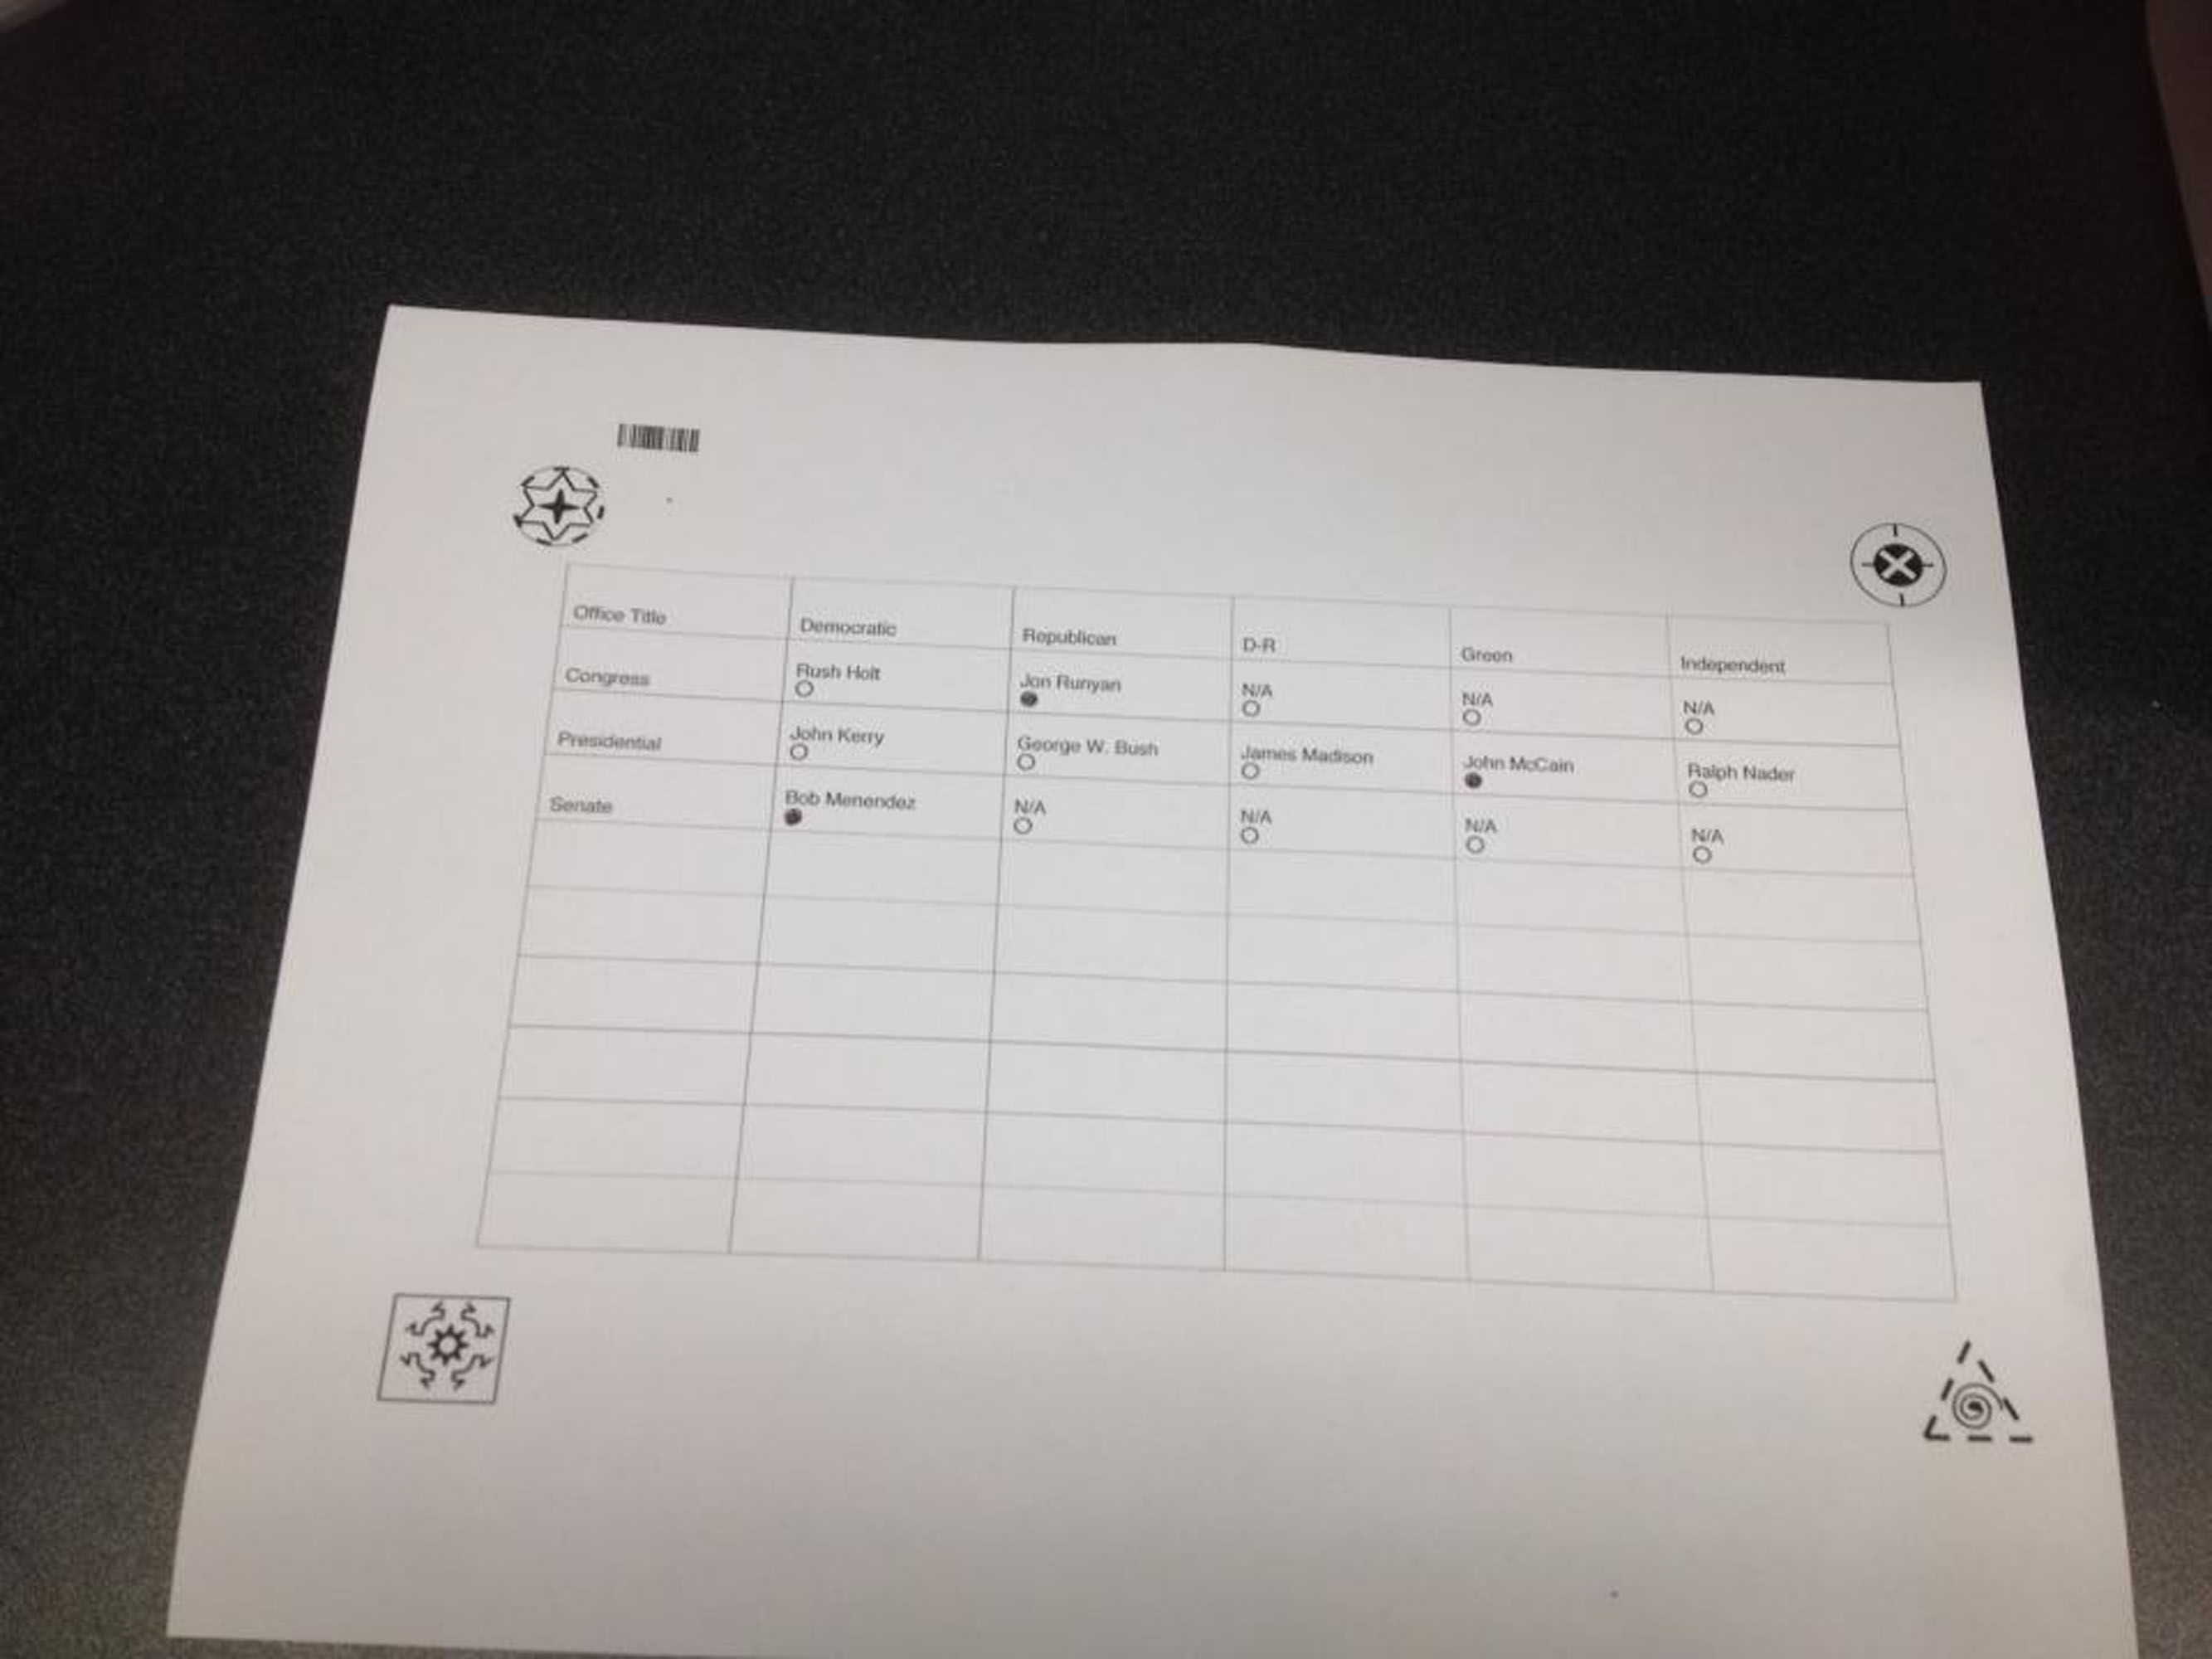 Office Title Democratic Republican D-R Green Independent
Congress Rush Holt Jon Runyan N/A N/A N/A
Presidential John Kerry George W. Bush James Madison John McCain Ralph Nader
Senate Bob Menendez N/A N/A N/A N/A